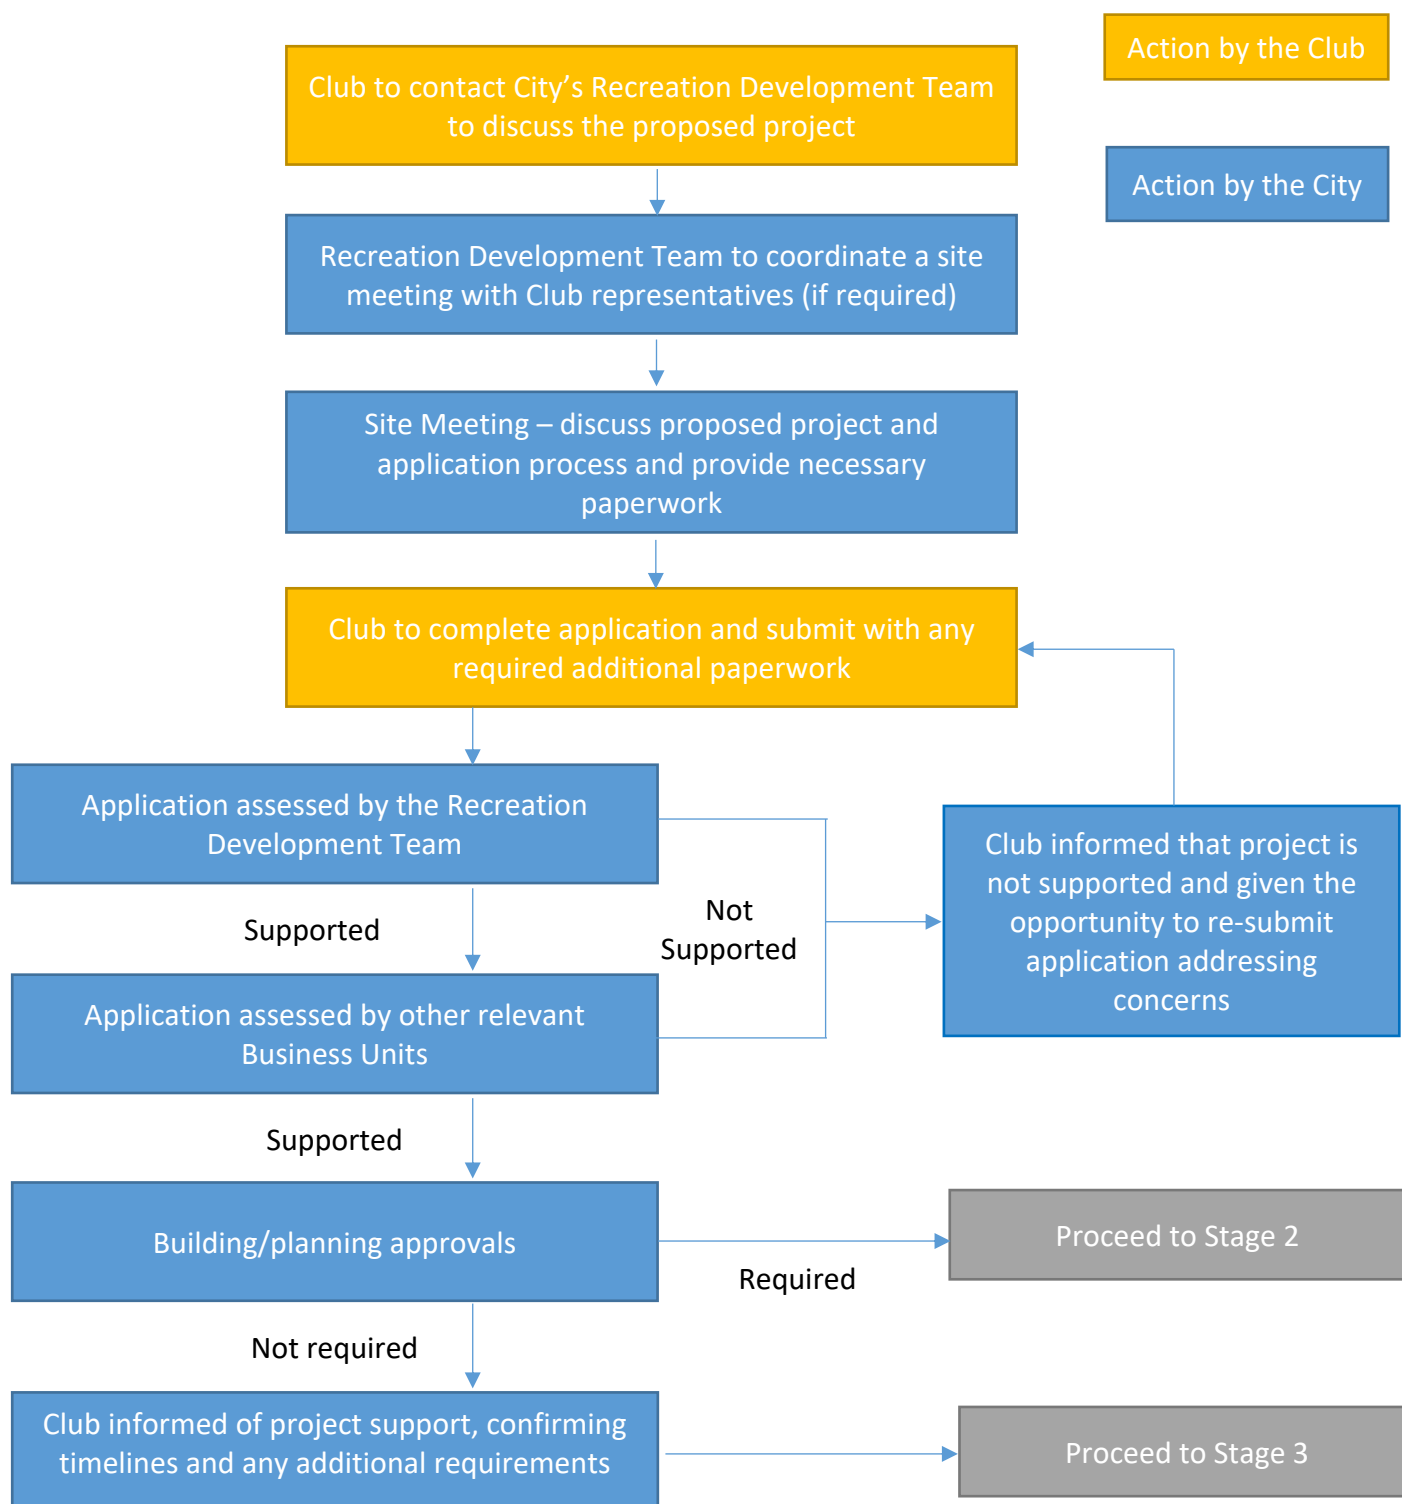 Action by the Club
Club to contact City’s Recreation Development Team
to discuss the proposed project
Action by the City
Recreation Development Team to coordinate a site
meeting with Club representatives (if required)
Site Meeting – discuss proposed project and
application process and provide necessary
paperwork
Club to complete application and submit with any
required additional paperwork
Application assessed by the Recreation
Development Team
Supported
Not
Supported
Club informed that project is
not supported and given the
opportunity to re-submit
application addressing
concerns
Application assessed by other relevant
Business Units
Supported
Building/planning approvals
Required
Proceed to Stage 2
Not required
Club informed of project support, confirming
timelines and any additional requirements
Proceed to Stage 3